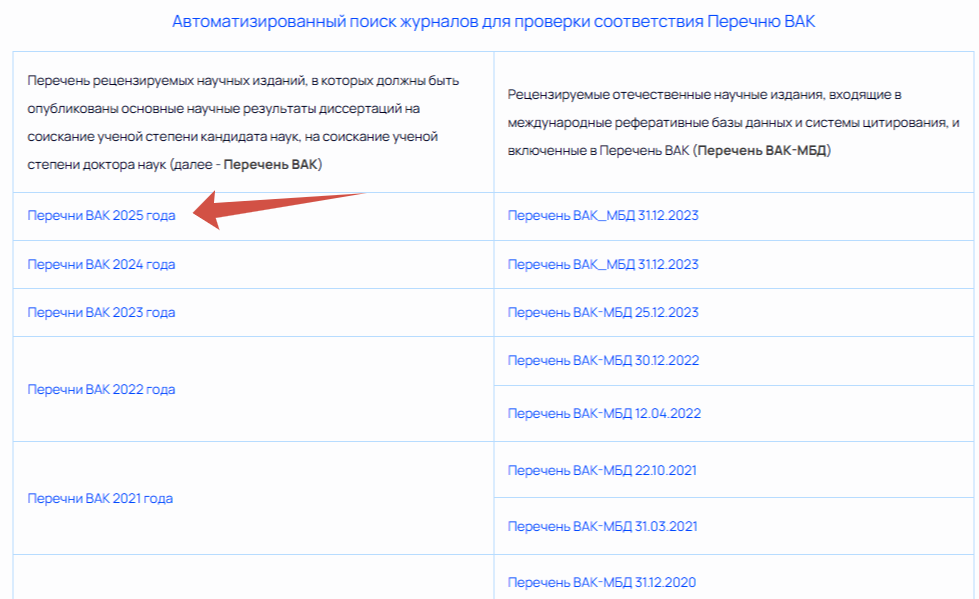 Автоматизированный поиск журналов для проверки соответствия Перечню ВАК
Перечень рецензируемых научных изданий, в которых должны быть
опубликованы основные научные результаты диссертаций на
соискание ученой степени кандидата наук, на соискание ученой
степени доктора наук (далее - Перечень ВАК)
Рецензируемые отечественные научные издания, входящие в
международные реферативные базы данных и системы цитирования, и
включенные в Перечень ВАК (Перечень ВАК-МБД)
Перечни ВАК 2025 года
Перечень ВАК_МБД 31.12.2023
Перечни ВАК 2024 года
Перечень ВАК_МБД 31.12.2023
Перечни ВАК 2023 года
Перечень ВАК-МБД 25.12.2023
Перечни ВАК 2022 года
Перечень ВАК-МБД 30.12.2022
Перечень ВАК-МБД 12.04.2022
Перечни ВАК 2021 года
Перечень ВАК-МБД 22.10.2021
Перечень ВАК-МБД 31.03.2021
Перечень ВАК-МБД 31.12.2020